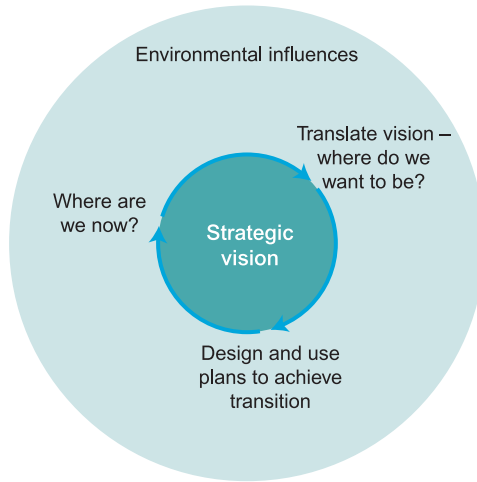 Environmental influences
Translate vision –
where do we
want to be?
Where are
we now?
Strategic
vision
Design and use
plans to achieve
transition